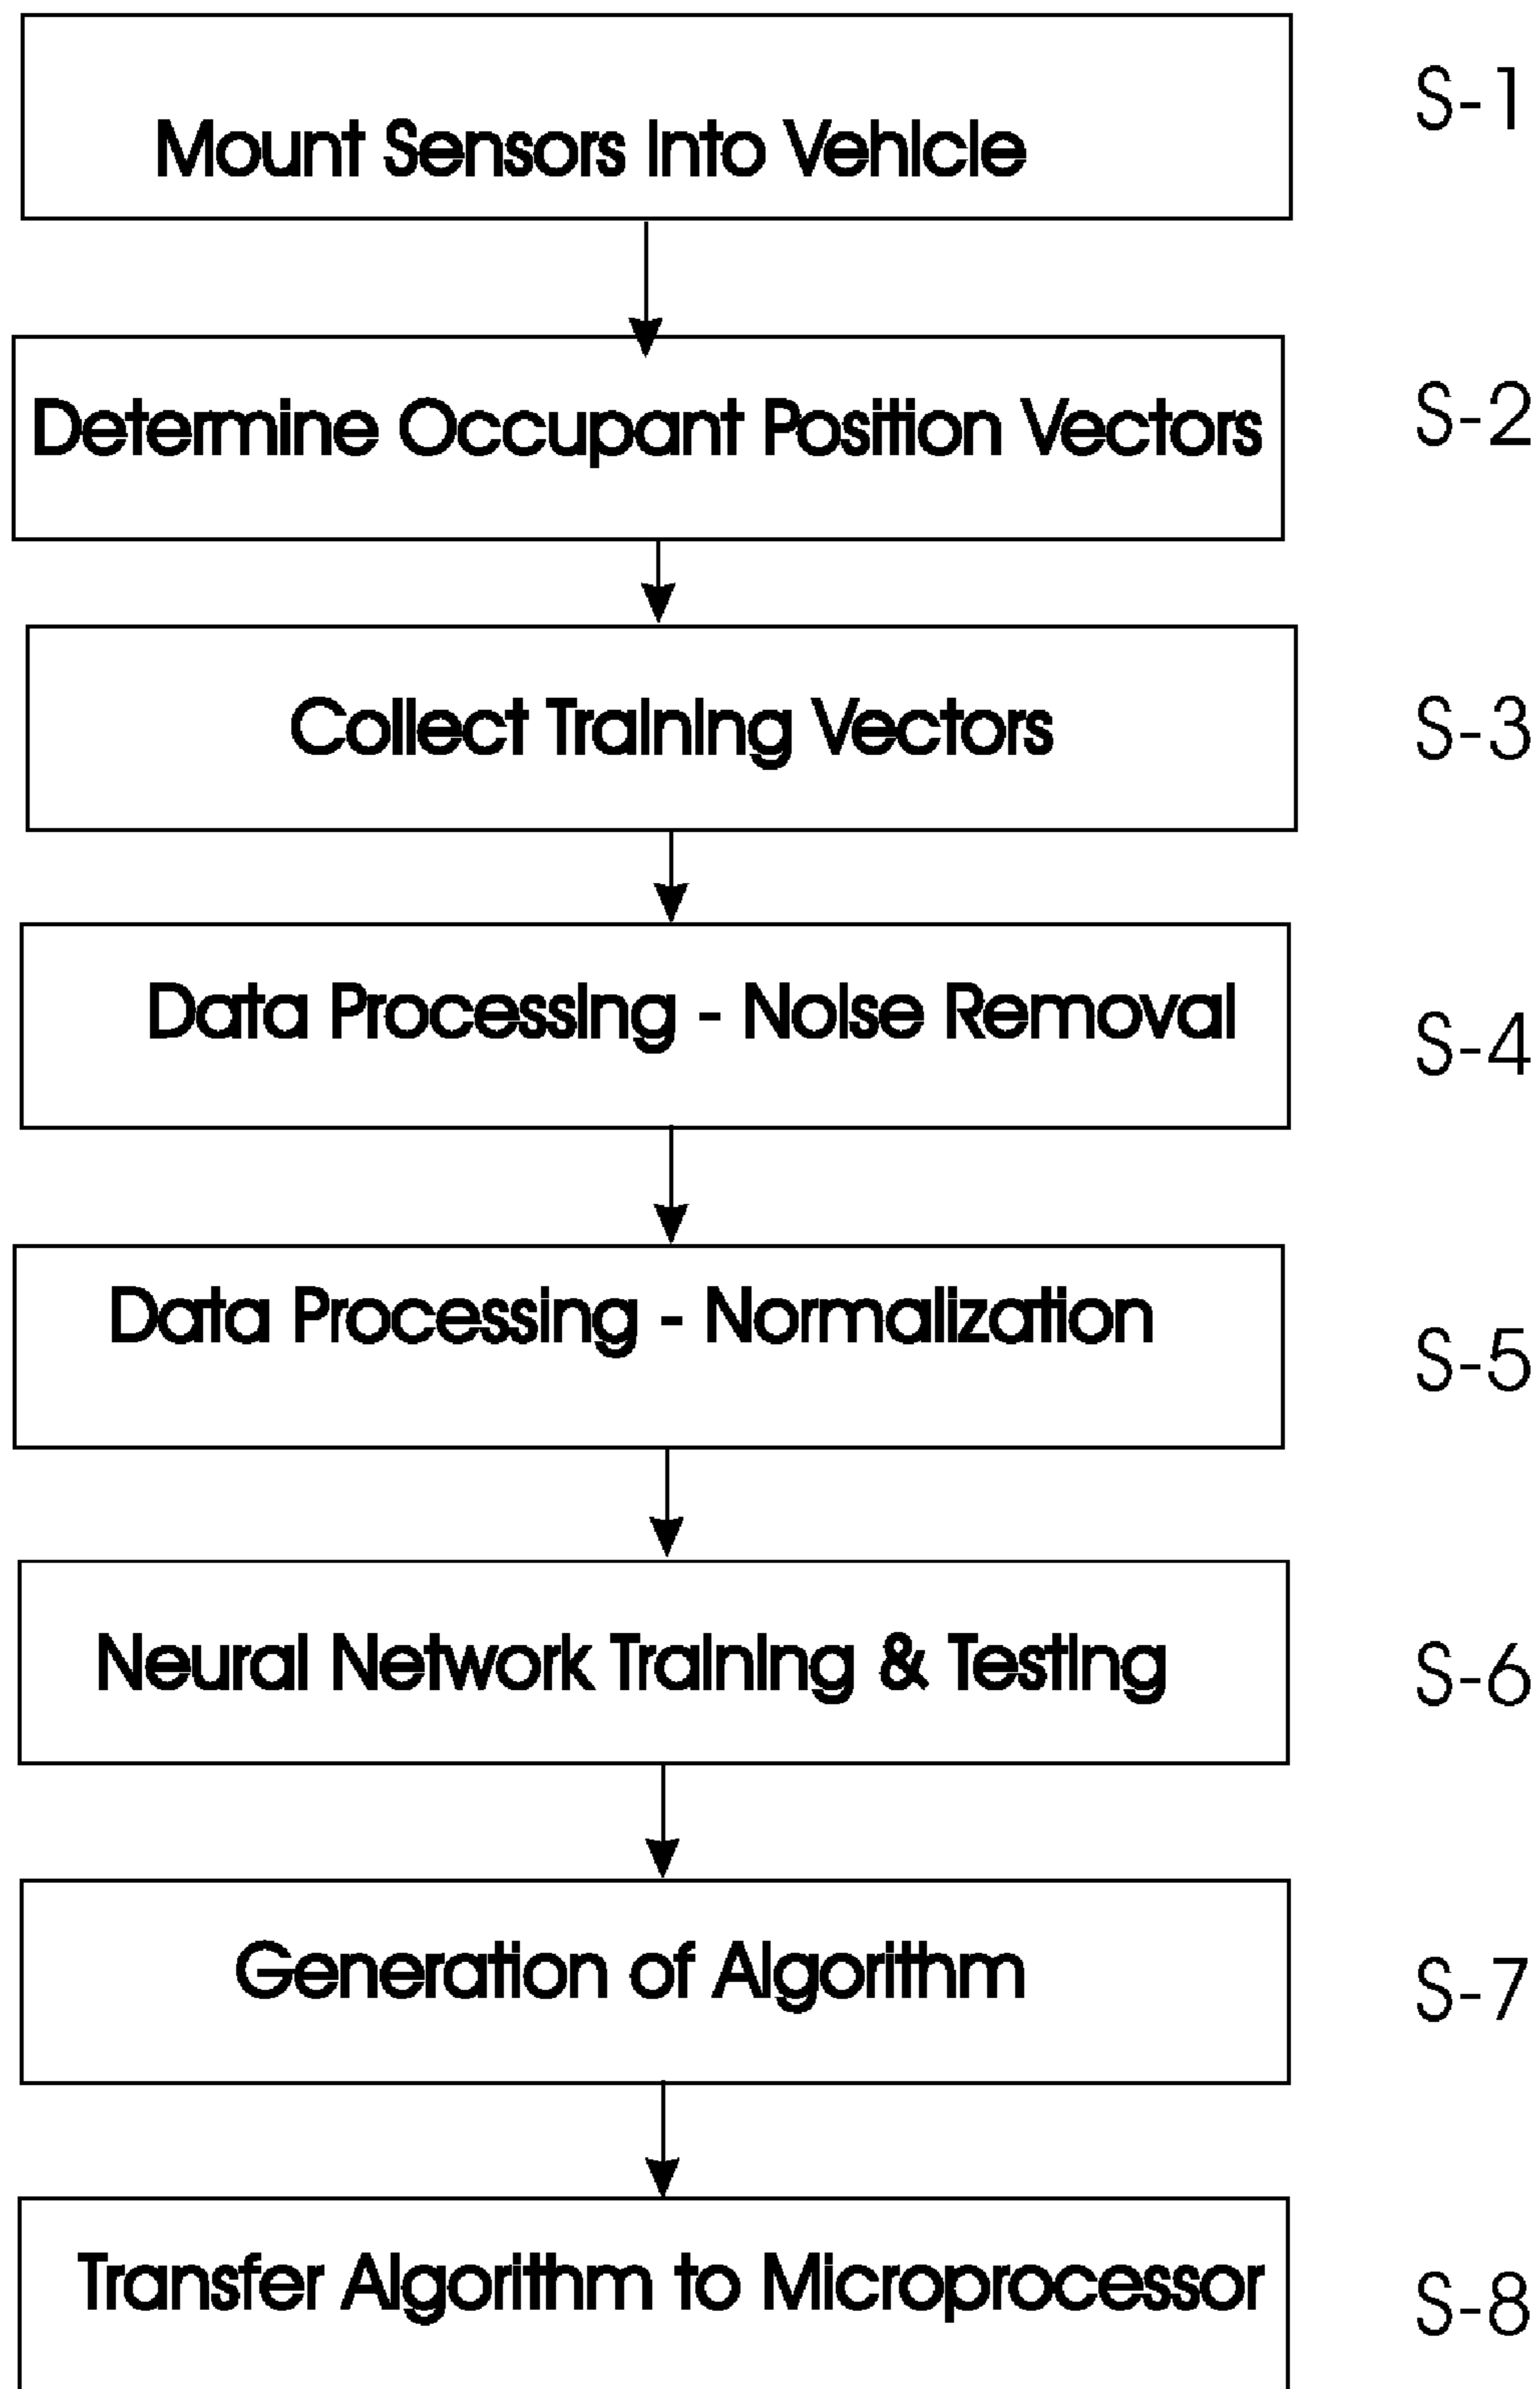 Mount Sensors Into Vehicle
S-1
Determine Occupant Position Vectors
S-2
Collect Training Vectors
S-3
Data Processing - Noise Removal
S-4
Data Processing - Normalization
S-5
Neural Network Training & Testing
S-6
Generation of Algorithm
S-7
Transfer Algorithm to Microprocessor
S-8